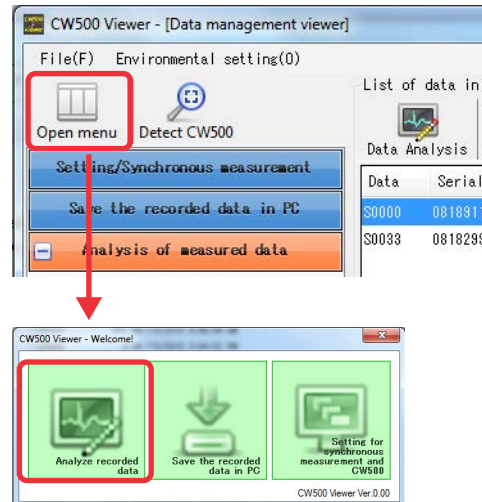 CW500 Viewer - [Data management viewer]
File(F) Environmental setting(O)
List of data in
Open menu Detect CW500
Data Analysis
Setting/Synchronous measurement
Save the recorded data in PC
Analysis of measured data
Data Serial
S0000 081891
S0033 081829
CW500 Viewer - Welcome!
Analyze recorded
data
Save the recorded
data in PC
Setting for
synchronous
measurement and
CW500
CW500 Viewer Ver.0.00